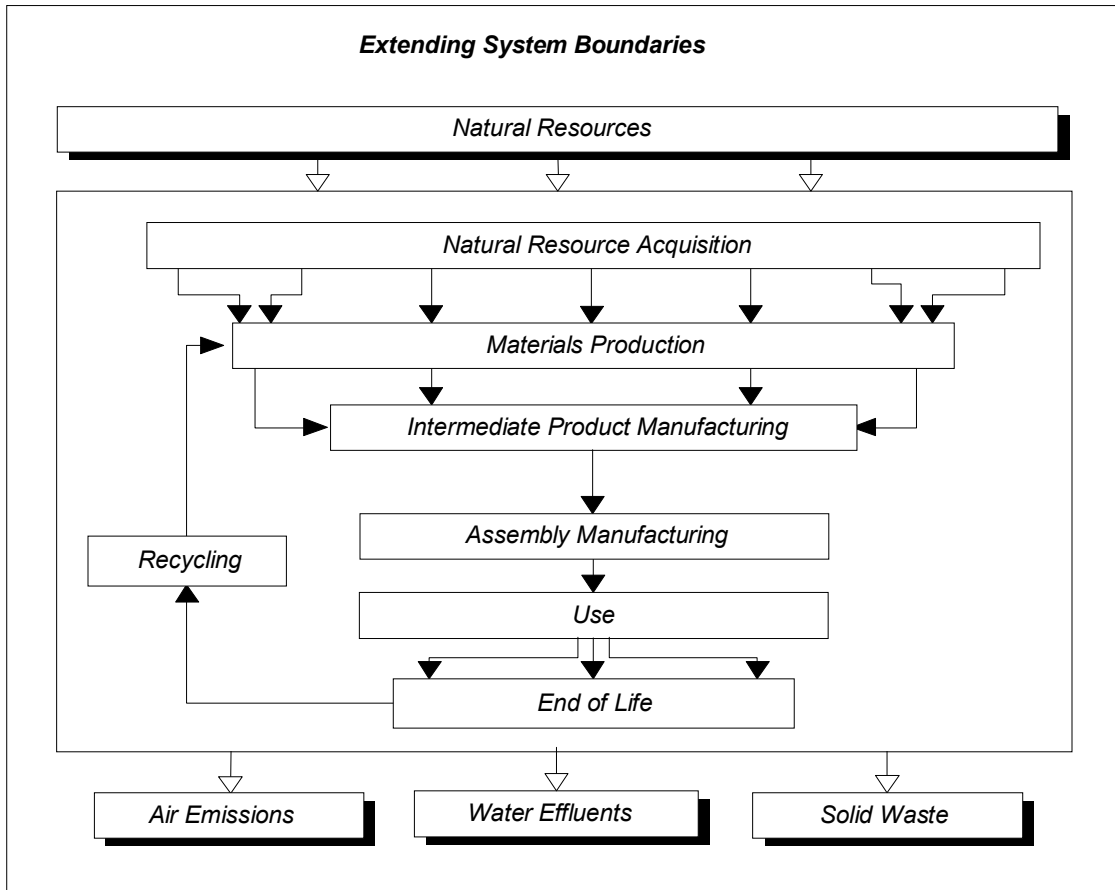 Extending System Boundaries
Natural Resources
Natural Resource Acquisition
Materials Production
Intermediate Product Manufacturing
Assembly Manufacturing
Recycling
Use
End of Life
Air Emissions
Water Effluents
Solid Waste